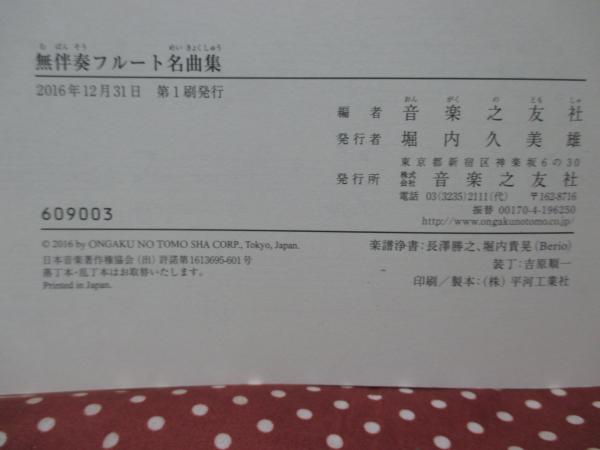 む ばん そう めい きょくしゅう
無伴奏フルート名曲集
2016年12月31日 第1刷発行
おん がく の とも しゃ
編者 音楽之友社
発行者 堀内久美雄
東京都新宿区神楽坂6の30
発行所 株式会社 音楽之友社
電話 03(3235)2111(代) 〒162-8716
振替 00170-4-196250
http://www.ongakunotomo.co.jp/
609003
© 2016 by ONGAKU NO TOMO SHA CORP., Tokyo, Japan.
日本音楽著作権協会(出)許諾第1613695-601号
落丁本・乱丁本はお取替いたします。
Printed in Japan.
楽譜浄書:長澤勝之、堀内貴晃(Berio)
装丁:吉原順一
印刷/製本:(株)平河工業社